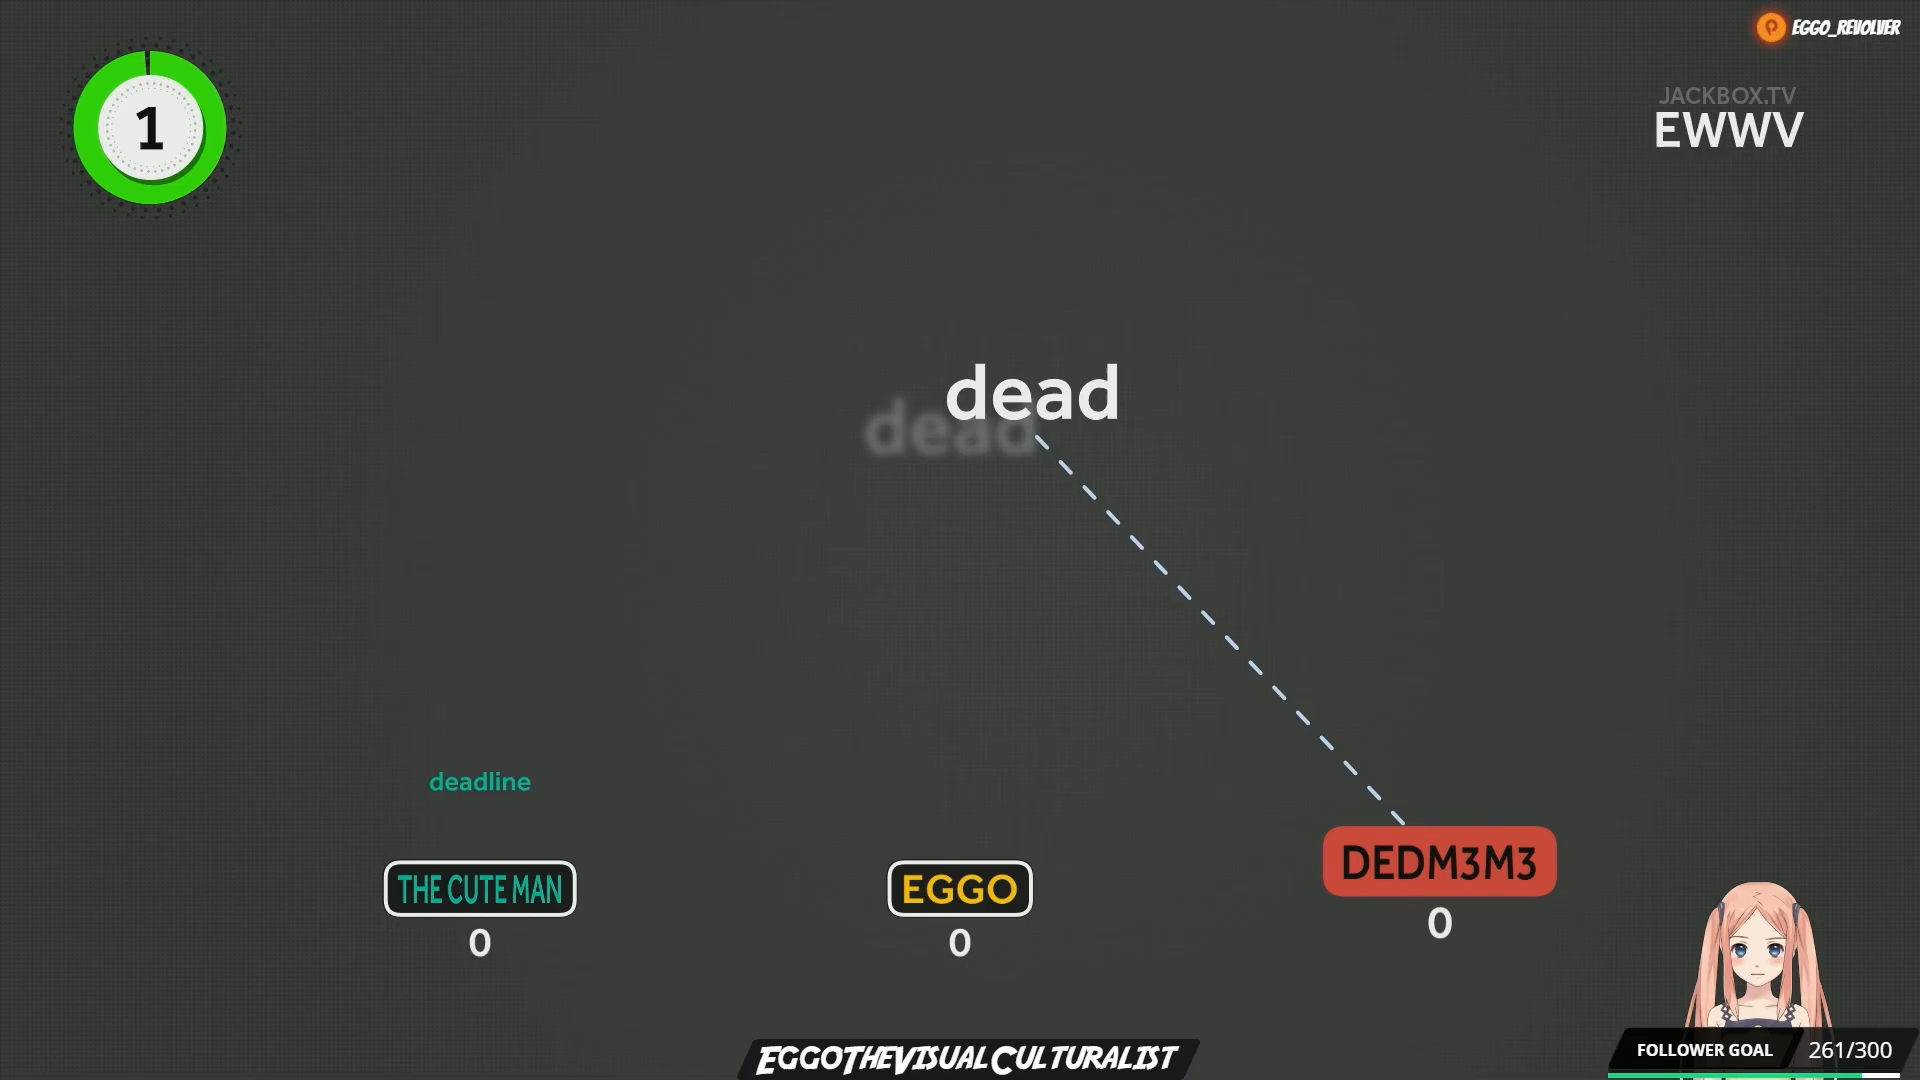 EGGO_REVOLVER
1
JACKBOX.TV
EWWV
dead
dead
deadline
THE CUTE MAN
EGGO
DEDM3M3
0
0
0
EGGOTHEVISUALCULTURALIST
FOLLOWER GOAL 261/300